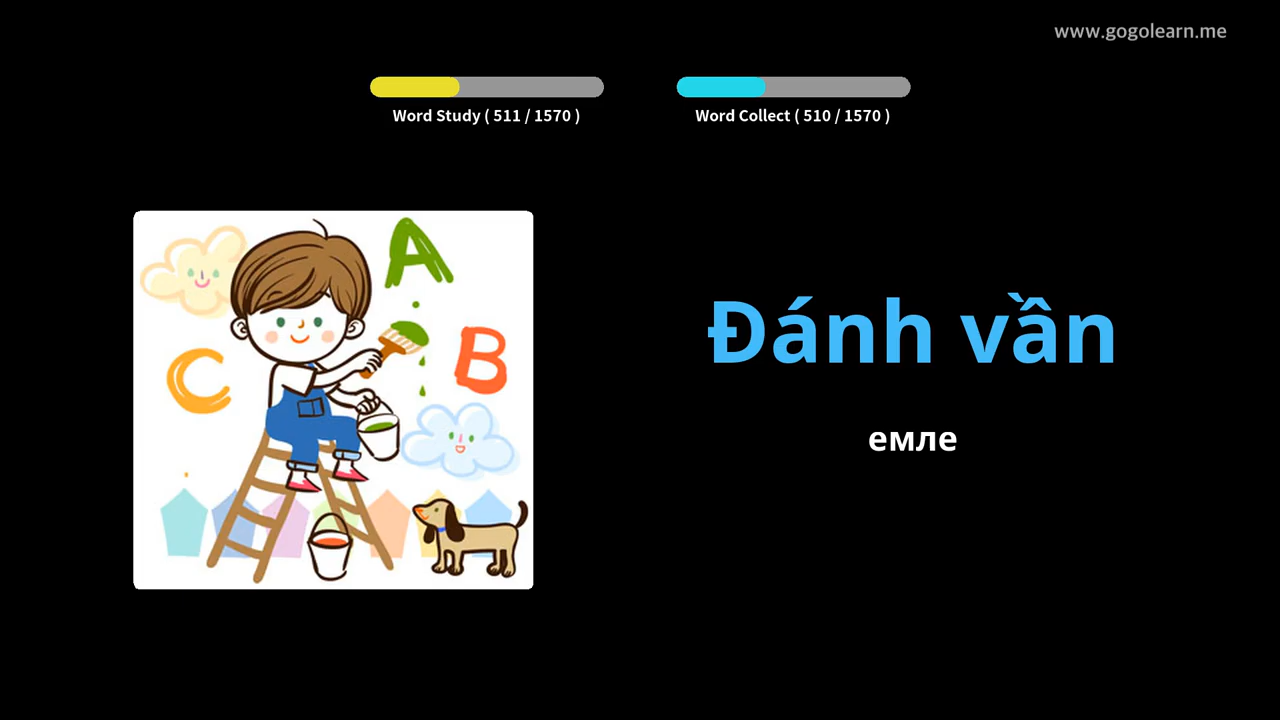 www.gogolearn.me
Word Study ( 511 / 1570 )
Word Collect ( 510 / 1570 )
A
B
C
Đánh vần
емле